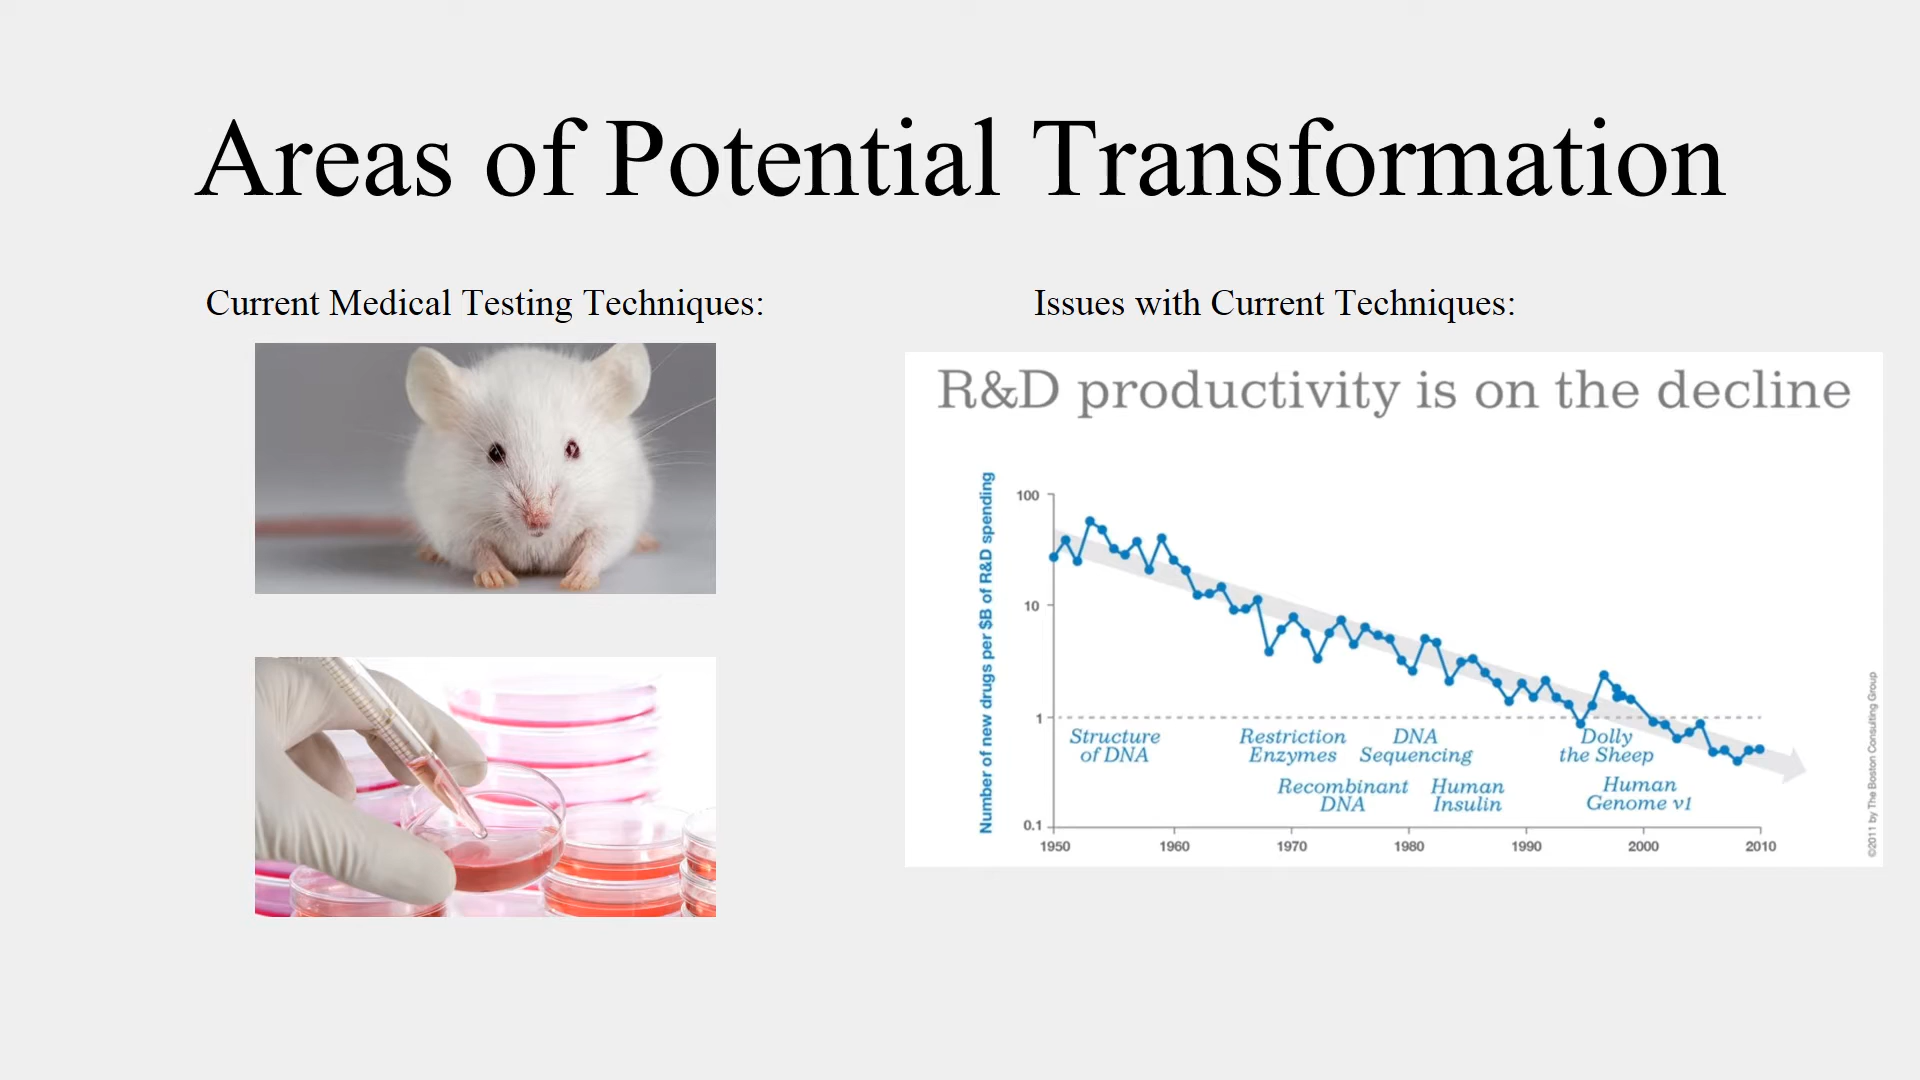 Areas of Potential Transformation
Current Medical Testing Techniques:
Issues with Current Techniques:
R&D productivity is on the decline
Number of new drugs per $B of R&D spending
100
10
1
0.1
Structure
of DNA
Restriction
Enzymes
DNA
Sequencing
Dolly
the Sheep
Recombinant
DNA
Human
Insulin
Human
Genome v1
1950
1960
1970
1980
1990
2000
2010
©2011 by The Boston Consulting Group